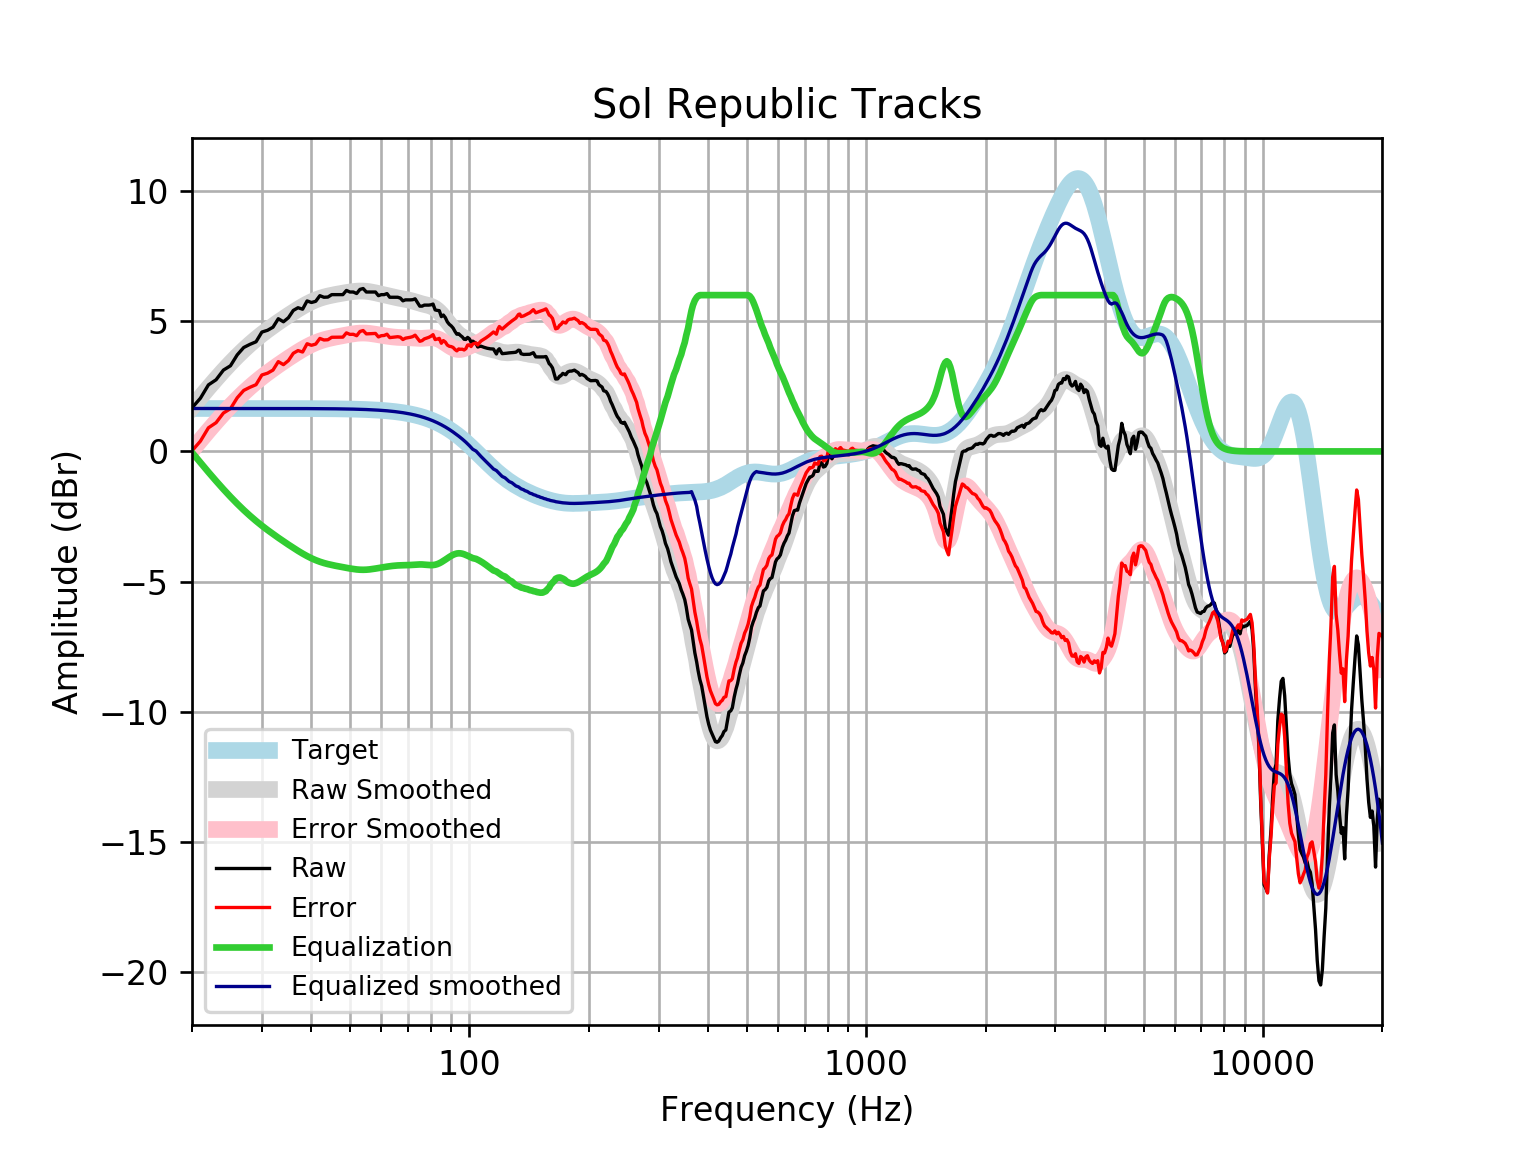 Sol Republic Tracks
Amplitude (dBr)
10
5
0
−5
−10
−15
−20
Target
Raw Smoothed
Error Smoothed
Raw
Error
Equalization
Equalized smoothed
100
1000
10000
Frequency (Hz)